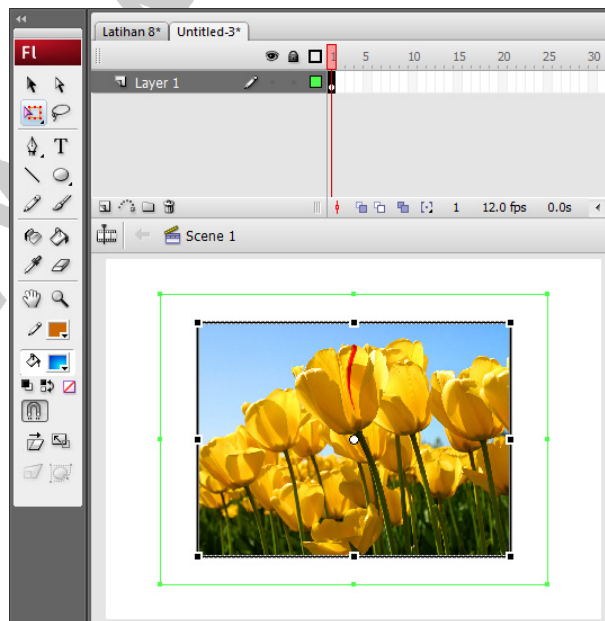 Latihan 8* Untitled-3*
Fl
1 5 10 15 20 25 30
Layer 1
T
1 12.0 fps 0.0s
Scene 1